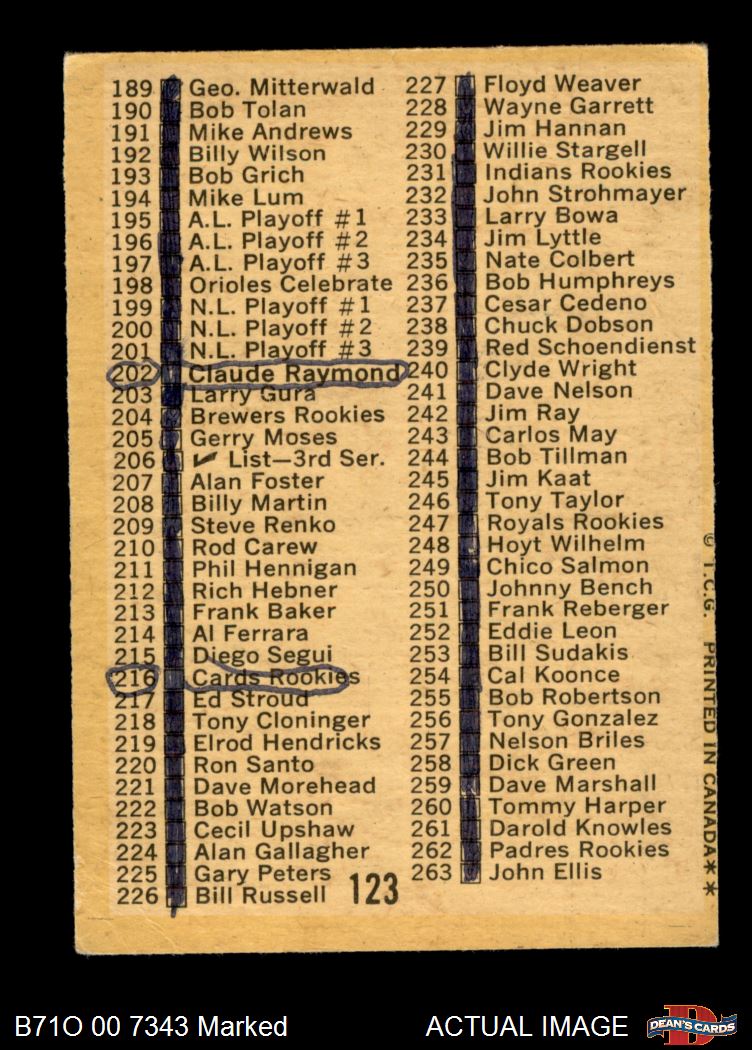 189 Geo. Mitterwald
190 Bob Tolan
191 Mike Andrews
192 Billy Wilson
193 Bob Grich
194 Mike Lum
195 A.L. Playoff #1
196 A.L. Playoff #2
197 A.L. Playoff #3
198 Orioles Celebrate
199 N.L. Playoff #1
200 N.L. Playoff #2
201 N.L. Playoff #3
202 Claude Raymond
203 Larry Gura
204 Brewers Rookies
205 Gerry Moses
206 ✔ List—3rd Ser.
207 Alan Foster
208 Billy Martin
209 Steve Renko
210 Rod Carew
211 Phil Hennigan
212 Rich Hebner
213 Frank Baker
214 Al Ferrara
215 Diego Segui
216 Cards Rookies
217 Ed Stroud
218 Tony Cloninger
219 Elrod Hendricks
220 Ron Santo
221 Dave Morehead
222 Bob Watson
223 Cecil Upshaw
224 Alan Gallagher
225 Gary Peters
226 Bill Russell
123
227 Floyd Weaver
228 Wayne Garrett
229 Jim Hannan
230 Willie Stargell
231 Indians Rookies
232 John Strohmayer
233 Larry Bowa
234 Jim Lyttle
235 Nate Colbert
236 Bob Humphreys
237 Cesar Cedeno
238 Chuck Dobson
239 Red Schoendienst
240 Clyde Wright
241 Dave Nelson
242 Jim Ray
243 Carlos May
244 Bob Tillman
245 Jim Kaat
246 Tony Taylor
247 Royals Rookies
248 Hoyt Wilhelm
249 Chico Salmon
250 Johnny Bench
251 Frank Reberger
252 Eddie Leon
253 Bill Sudakis
254 Cal Koonce
255 Bob Robertson
256 Tony Gonzalez
257 Nelson Briles
258 Dick Green
259 Dave Marshall
260 Tommy Harper
261 Darold Knowles
262 Padres Rookies
263 John Ellis
© T.C.G. PRINTED IN CANADA**
B71O 00 7343 Marked
ACTUAL IMAGE
D
DEAN'S CARDS